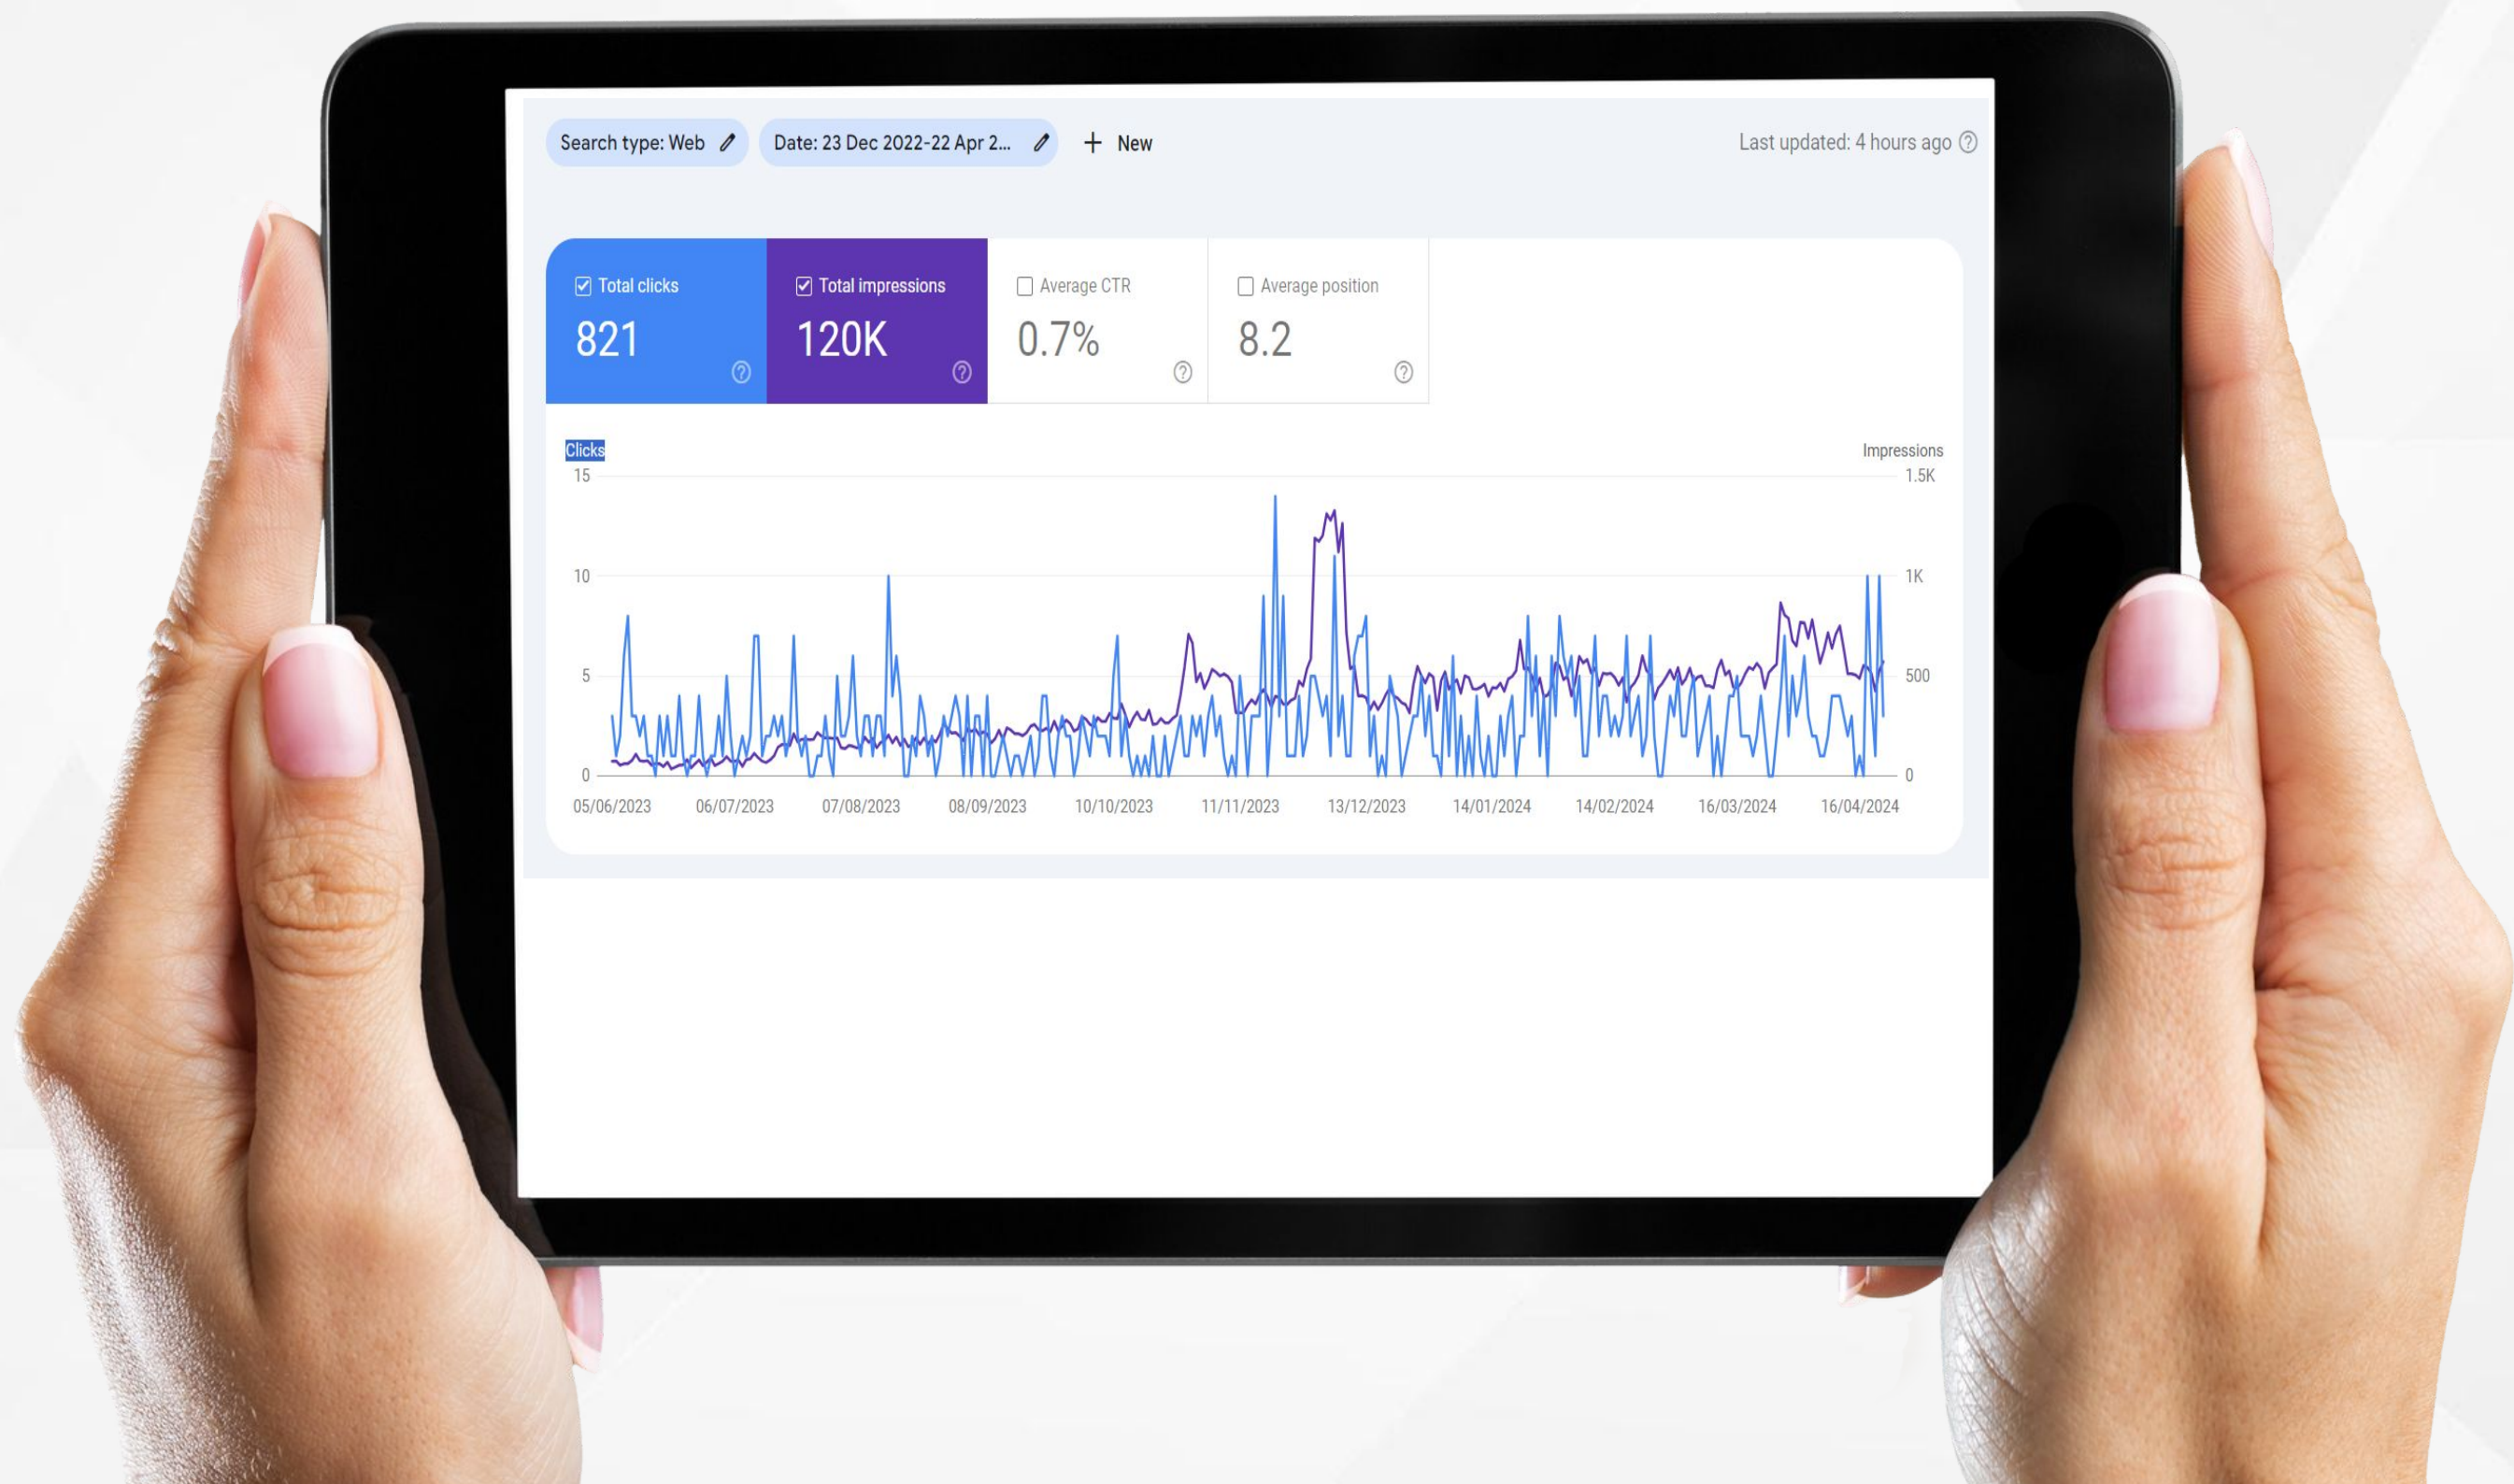 Search type: Web
Date: 23 Dec 2022-22 Apr 2...
+ New
Last updated: 4 hours ago
Total clicks
821
Total impressions
120K
Average CTR
0.7%
Average position
8.2
Clicks
Impressions
15
1.5K
10
1K
5
500
0
0
05/06/2023 06/07/2023 07/08/2023 08/09/2023 10/10/2023 11/11/2023 13/12/2023 14/01/2024 14/02/2024 16/03/2024 16/04/2024